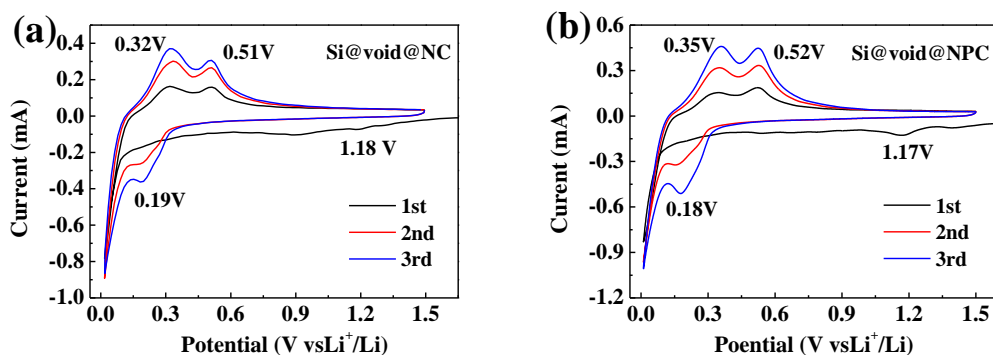 (a)
0.32V
0.51V
Si@void@NC
1.18 V
0.19V
1st
2nd
3rd
0.4
0.2
0.0
-0.2
-0.4
-0.6
-0.8
-1.0
Current (mA)
0.0 0.3 0.6 0.9 1.2 1.5
Potential (V vsLi⁺/Li)
(b)
0.35V
0.52V
Si@void@NPC
1.17V
0.18V
1st
2nd
3rd
0.6
0.3
0.0
-0.3
-0.6
-0.9
-1.2
Curent (mA)
0.0 0.3 0.6 0.9 1.2 1.5
Poential (V vsLi⁺/Li)